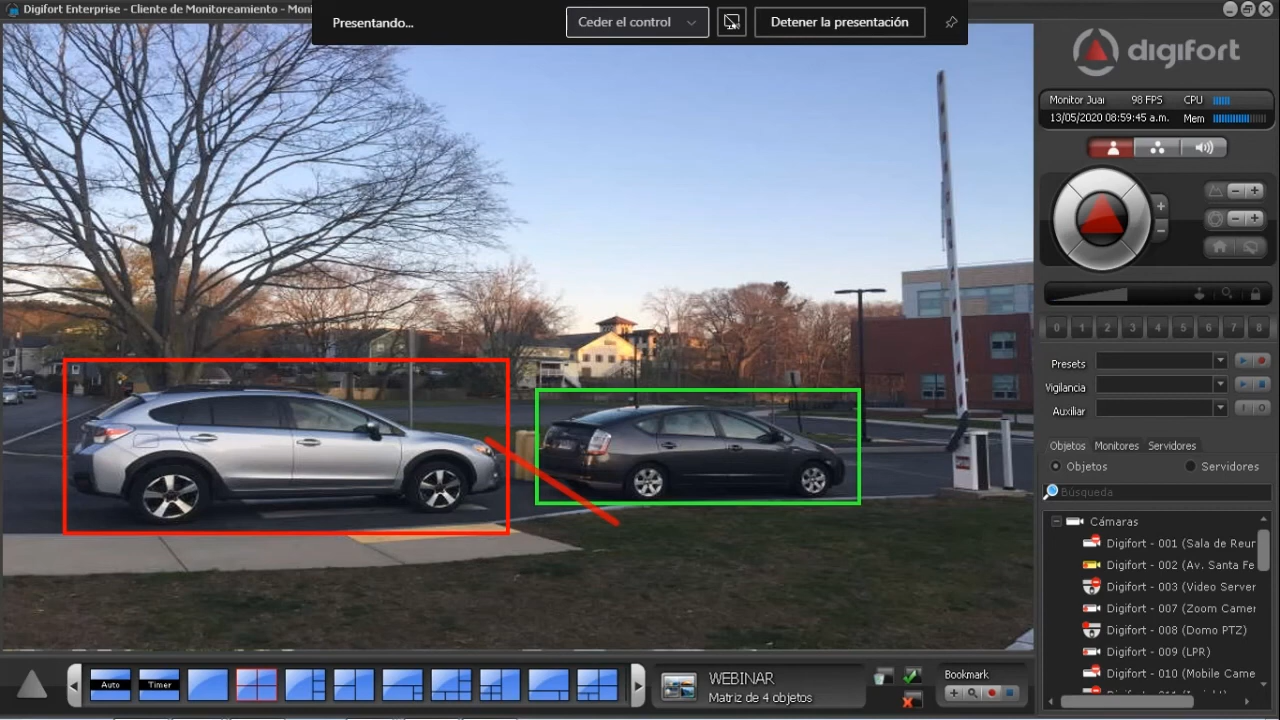 Digifort Enterprise - Cliente de Monitoreamiento - Moni
Presentando...
Ceder el control
Detener la presentación
digifort
Monitor Juar 98 FPS CPU
13/05/2020 08:59:45 a.m. Mem
0 1 2 3 4 5 6 7 8
Presets
Vigilancia
Auxiliar
Objetos Monitores Servidores
Objetos Servidores
Búsqueda
Cámaras
Digifort - 001 (Sala de Reur
Digifort - 002 (Av. Santa Fe
Digifort - 003 (Video Server
Digifort - 007 (Zoom Camer
Digifort - 008 (Domo PTZ)
Digifort - 009 (LPR)
Digifort - 010 (Mobile Came
Auto
Timer
WEBINAR
Matriz de 4 objetos
Bookmark